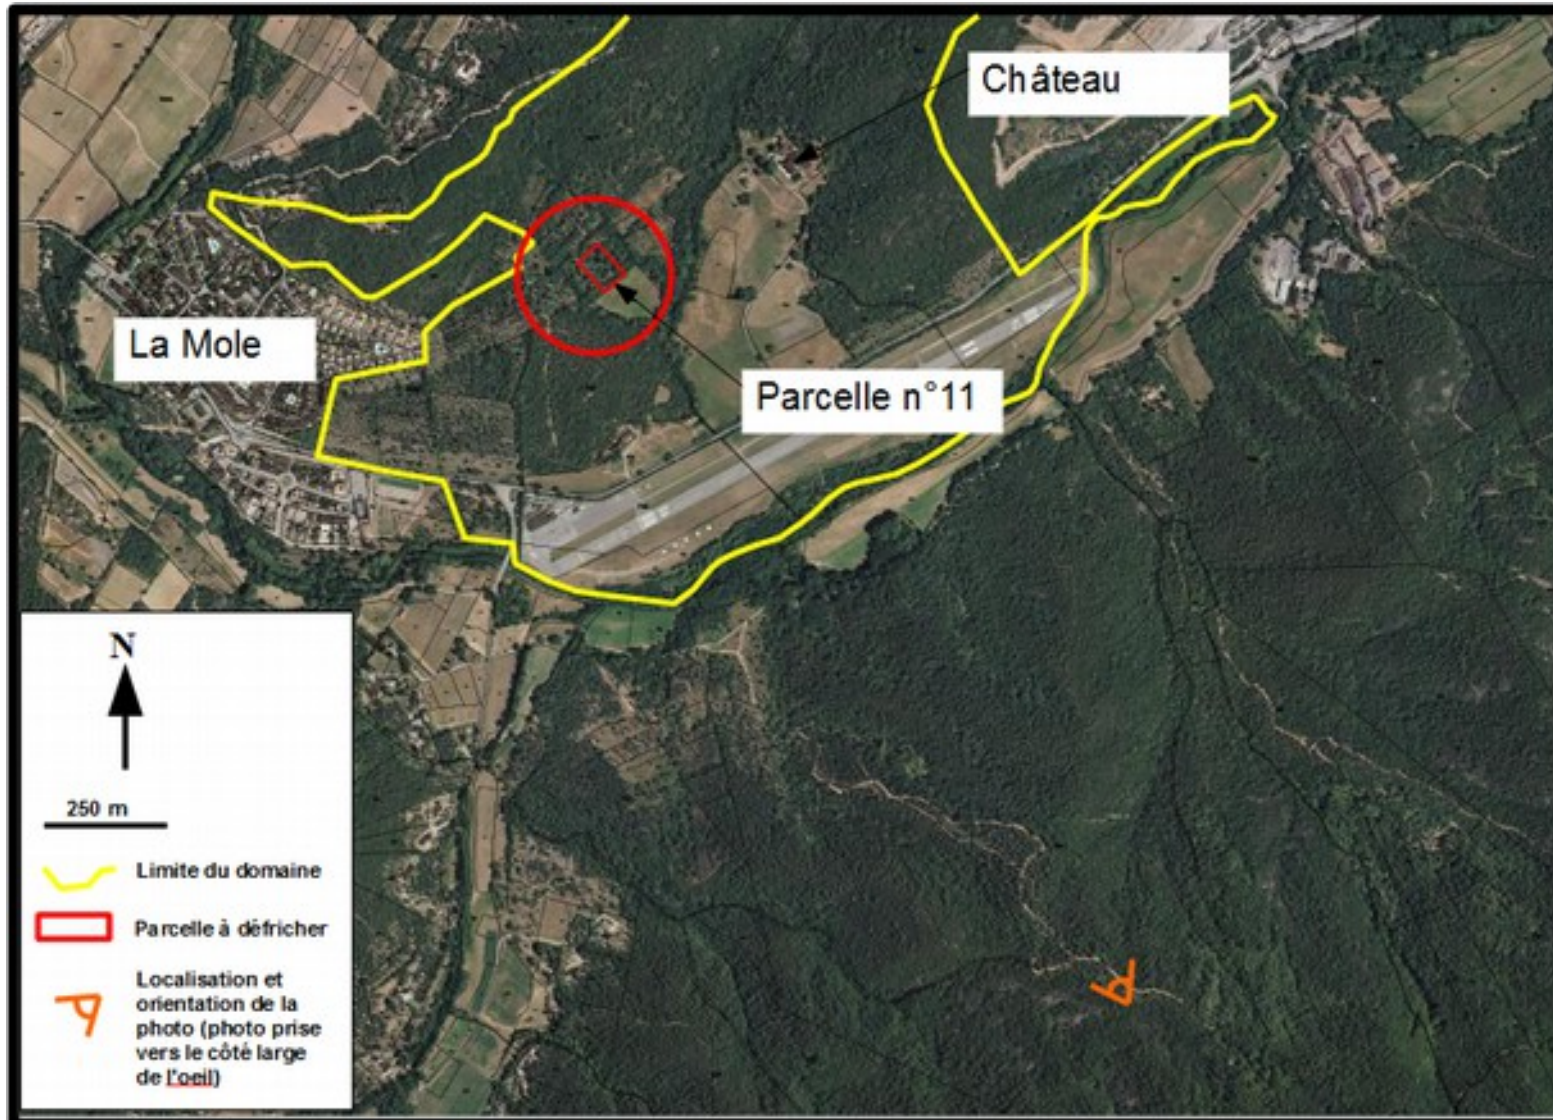 Château
La Mole
Parcelle n°11
N
250 m
Limite du domaine
Parcelle à défricher
Localisation et
orientation de la
photo (photo prise
vers le côté large
de l'oeil)